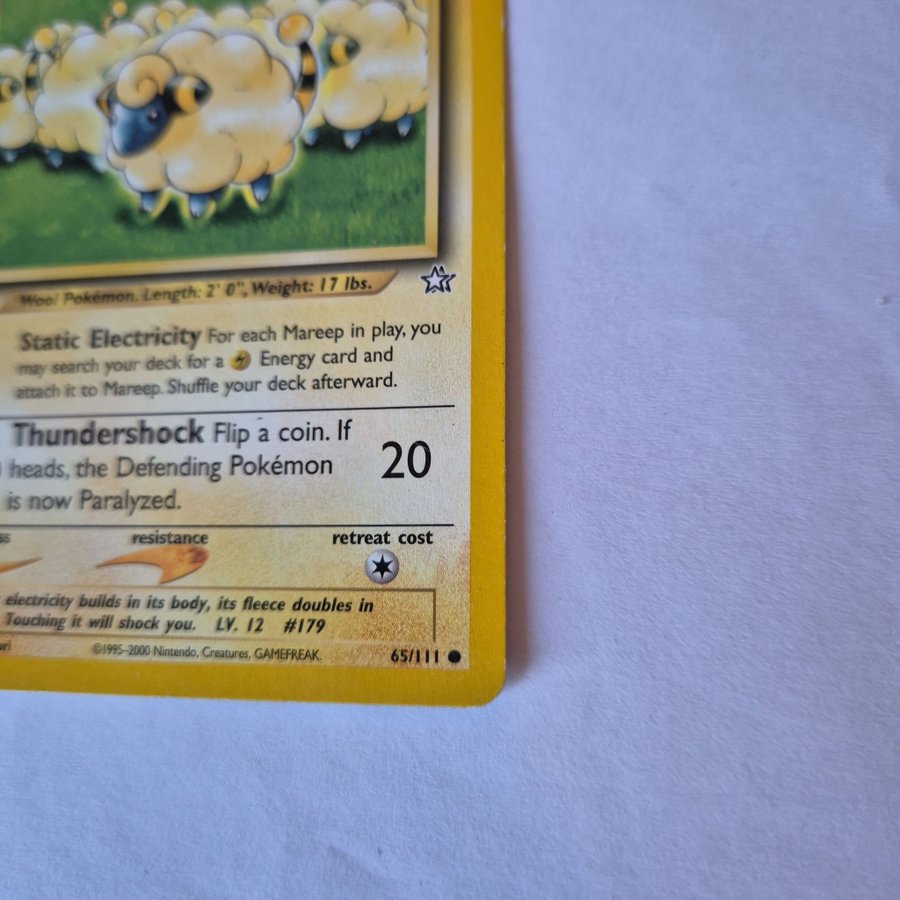 Wool Pokémon. Length: 2' 0", Weight: 17 lbs.
Static Electricity For each Mareep in play, you
may search your deck for a Energy card and
attach it to Mareep. Shuffle your deck afterward.
Thundershock Flip a coin. If
heads, the Defending Pokémon
is now Paralyzed.
20
resistance
retreat cost
electricity builds in its body, its fleece doubles in
Touching it will shock you. LV. 12 #179
©1995-2000 Nintendo, Creatures, GAMEFREAK.
65/111